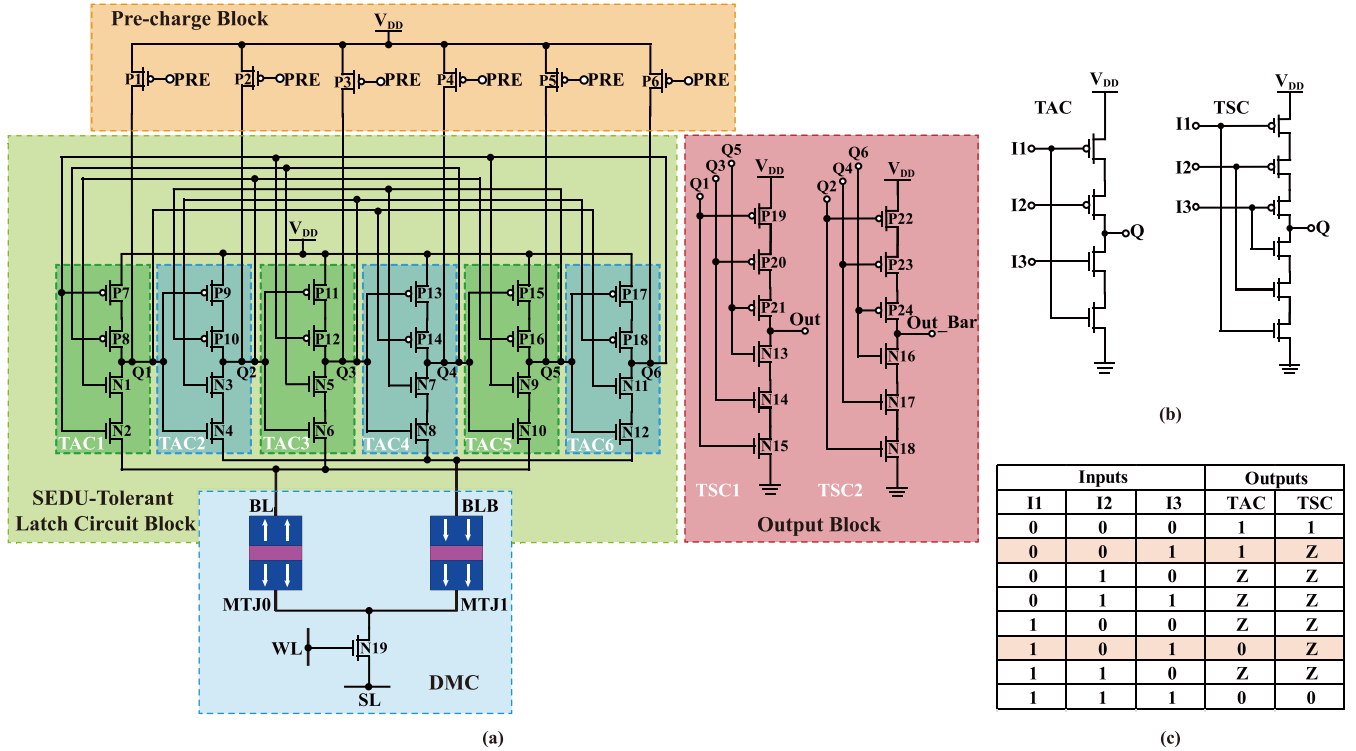 Pre-charge Block
VDD
P1 PRE P2 PRE P3 PRE P4 PRE P5 PRE P6 PRE
VDD
P7 P9 P11 P13 P15 P17
P8 P10 P12 P14 P16 P18
Q1 Q2 Q3 Q4 Q5 Q6
N1 N3 N5 N7 N9 N11
N2 N4 N6 N8 N10 N12
TAC1 TAC2 TAC3 TAC4 TAC5 TAC6
SEDU-Tolerant
Latch Circuit Block
BL BLB
MTJ0 MTJ1
WL N19
SL
DMC
Q5 Q6
Q3 Q4
Q1 Q2
VDD VDD
P19 P22
P20 P23
P21 P24
Out Out_Bar
N13 N16
N14 N17
N15 N18
TSC1 TSC2
Output Block
(a)
TAC
VDD
I1
I2
Q
I3
TSC
VDD
I1
I2
I3
Q
(b)
Inputs Outputs
I1 I2 I3 TAC TSC
0 0 0 1 1
0 0 1 1 Z
0 1 0 Z Z
0 1 1 Z Z
1 0 0 Z Z
1 0 1 0 Z
1 1 0 Z Z
1 1 1 0 0
(c)